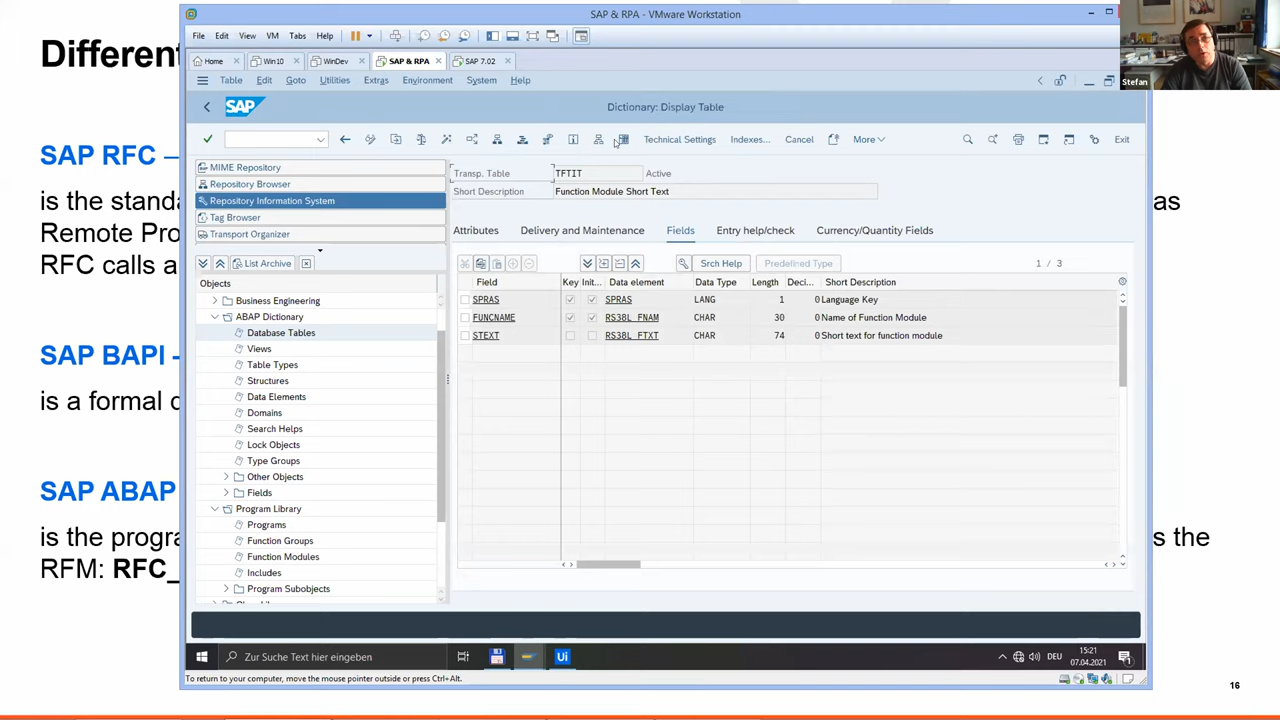 Different
SAP & RPA - VMware Workstation
File Edit View VM Tabs Help
Home Win10 WinDev SAP & RPA SAP 7.02
Table Edit Goto Utilities Extras Environment System Help
Stefan
SAP Dictionary: Display Table
Technical Settings Indexes... Cancel More Exit
SAP RFC –
is the standa
Remote Pro
RFC calls a
as
SAP BAPI -
is a formal d
SAP ABAP
is the progra
s the
RFM: RFC_
MIME Repository
Repository Browser
Repository Information System
Tag Browser
Transport Organizer
List Archive
Objects
Business Engineering
ABAP Dictionary
Database Tables
Views
Table Types
Structures
Data Elements
Domains
Search Helps
Lock Objects
Type Groups
Other Objects
Fields
Program Library
Programs
Function Groups
Function Modules
Includes
Program Subobjects
Transp. Table TFTIT Active
Short Description Function Module Short Text
Attributes Delivery and Maintenance Fields Entry help/check Currency/Quantity Fields
Srch Help Predefined Type 1 / 3
Field Key Init... Data element Data Type Length Deci... Short Description
SPRAS SPRAS LANG 1 0 Language Key
FUNCNAME RS38L_FNAM CHAR 30 0 Name of Function Module
STEXT RS38L_FTXT CHAR 74 0 Short text for function module
Zur Suche Text hier eingeben
Ui
DEU
15:21
07.04.2021
1
To return to your computer, move the mouse pointer outside or press Ctrl+Alt.
16